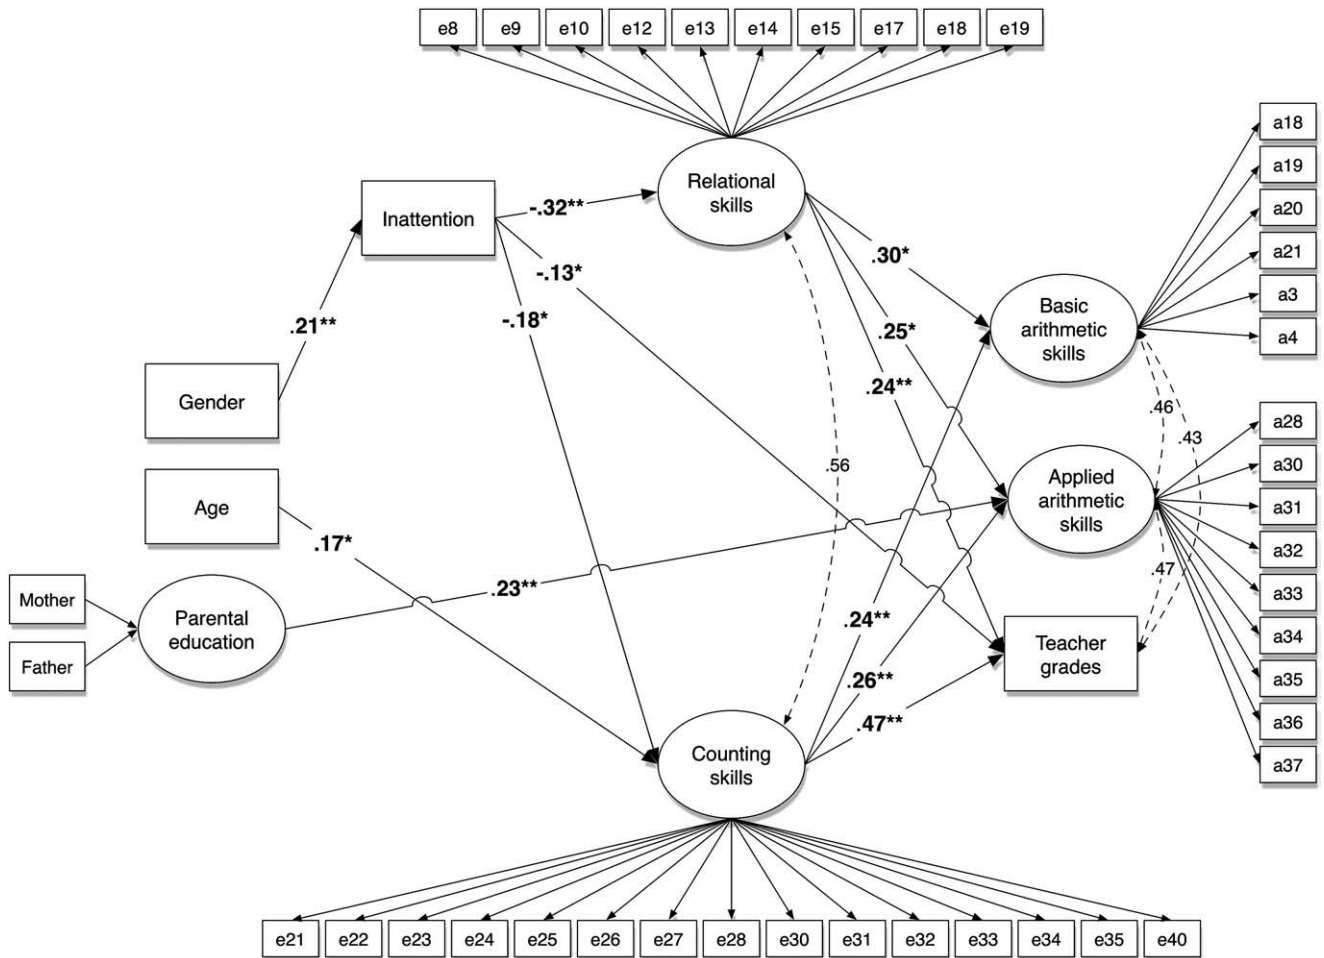 e8 e9 e10 e12 e13 e14 e15 e17 e18 e19
a18
a19
a20
a21
a3
a4
Relational
skills
Inattention
-.32**
-.13*
-.18*
.21**
.30*
.25*
.24**
Basic
arithmetic
skills
Gender
.46
.43
a28
a30
a31
a32
a33
a34
a35
a36
a37
.56
Applied
arithmetic
skills
.47
Age
.17*
.23**
Mother
Father
Parental
education
.24**
.26**
.47**
Teacher
grades
Counting
skills
e21 e22 e23 e24 e25 e26 e27 e28 e30 e31 e32 e33 e34 e35 e40